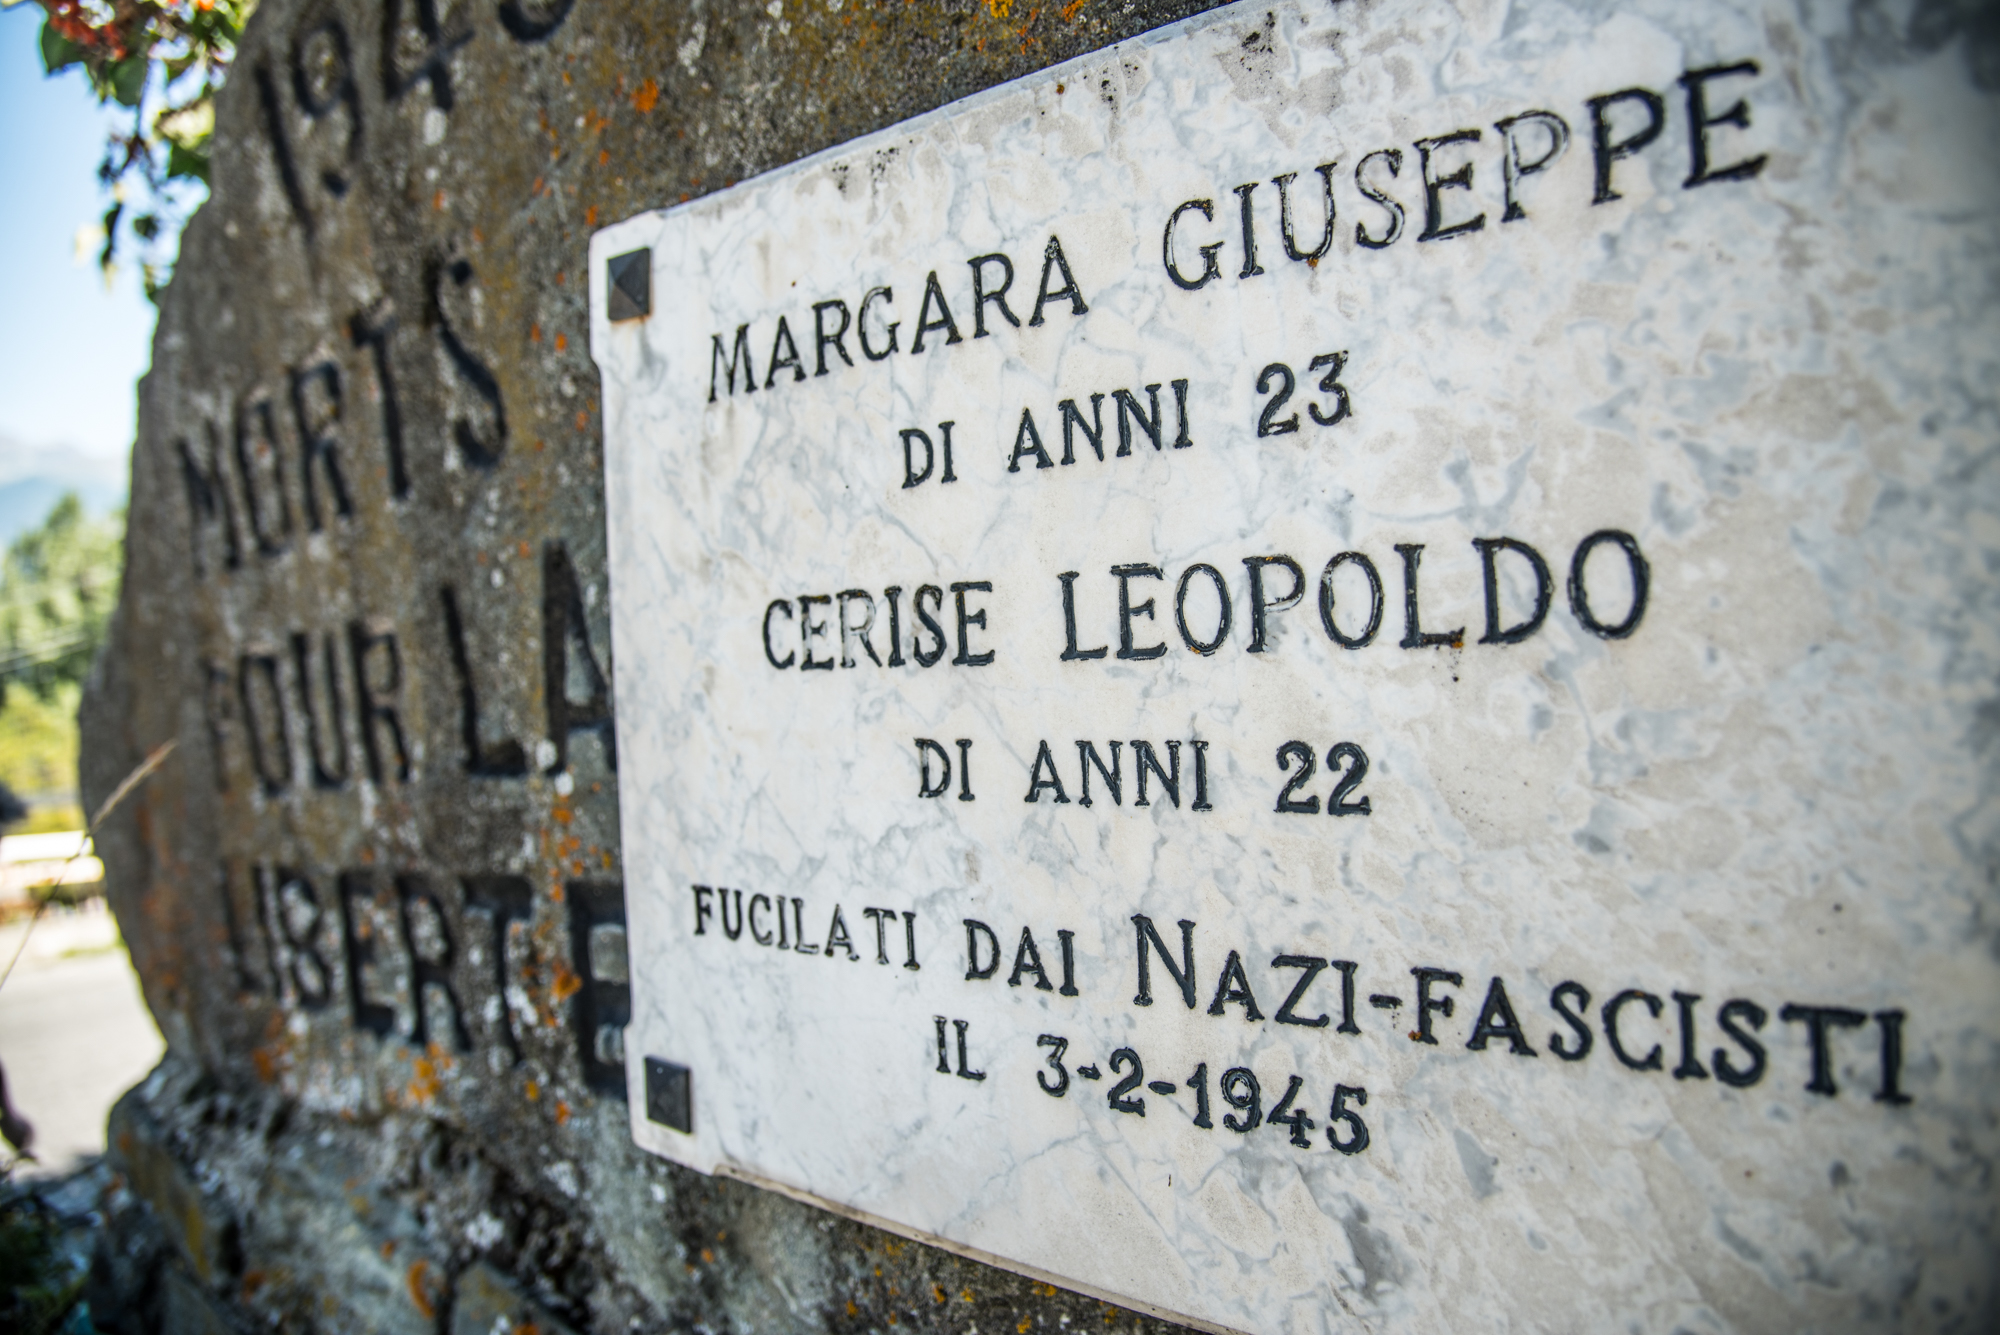 MORTS
POUR LA
LIBERTE
MARGARA GIUSEPPE
DI ANNI 23
CERISE LEOPOLDO
DI ANNI 22
FUCILATI DAI NAZI-FASCISTI
IL 3-2-1945